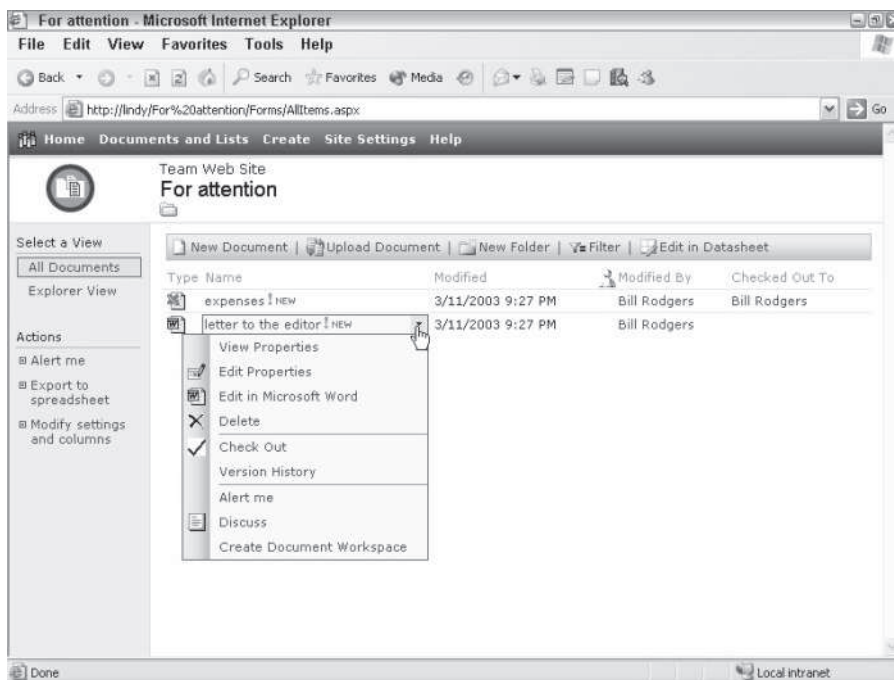 For attention - Microsoft Internet Explorer
File Edit View Favorites Tools Help
Back Search Favorites Media
Address http://lindy/For%20attention/Forms/AllItems.aspx Go
Home Documents and Lists Create Site Settings Help
Team Web Site
For attention
Select a View
All Documents
Explorer View
Actions
Alert me
Export to
spreadsheet
Modify settings
and columns
New Document | Upload Document | New Folder | Filter | Edit in Datasheet
Type Name Modified Modified By Checked Out To
expenses ! NEW 3/11/2003 9:27 PM Bill Rodgers Bill Rodgers
letter to the editor ! NEW 3/11/2003 9:27 PM Bill Rodgers
View Properties
Edit Properties
Edit in Microsoft Word
Delete
Check Out
Version History
Alert me
Discuss
Create Document Workspace
Done Local intranet